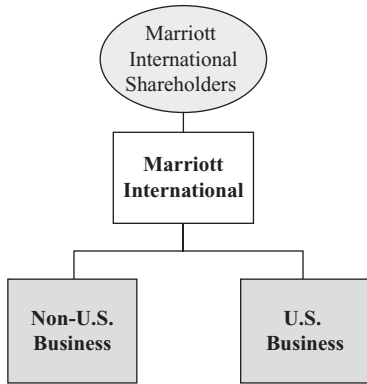 Marriott
International
Shareholders
Marriott
International
Non-U.S.
Business
U.S.
Business